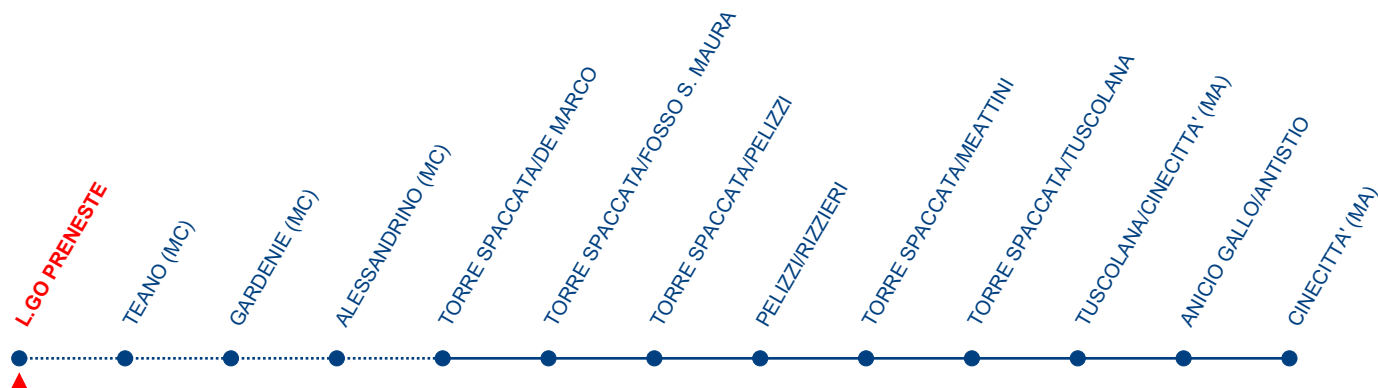 L.GO PRENESTE
TEANO (MC)
GARDENIE (MC)
ALESSANDRINO (MC)
TORRE SPACCATA/DE MARCO
TORRE SPACCATA/FOSSO S. MAURA
TORRE SPACCATA/PELIZZI
PELIZZI/RIZZIERI
TORRE SPACCATA/MEATTINI
TORRE SPACCATA/TUSCOLANA
TUSCOLANA/CINECITTA' (MA)
ANICIO GALLO/ANTISTIO
CINECITTA' (MA)